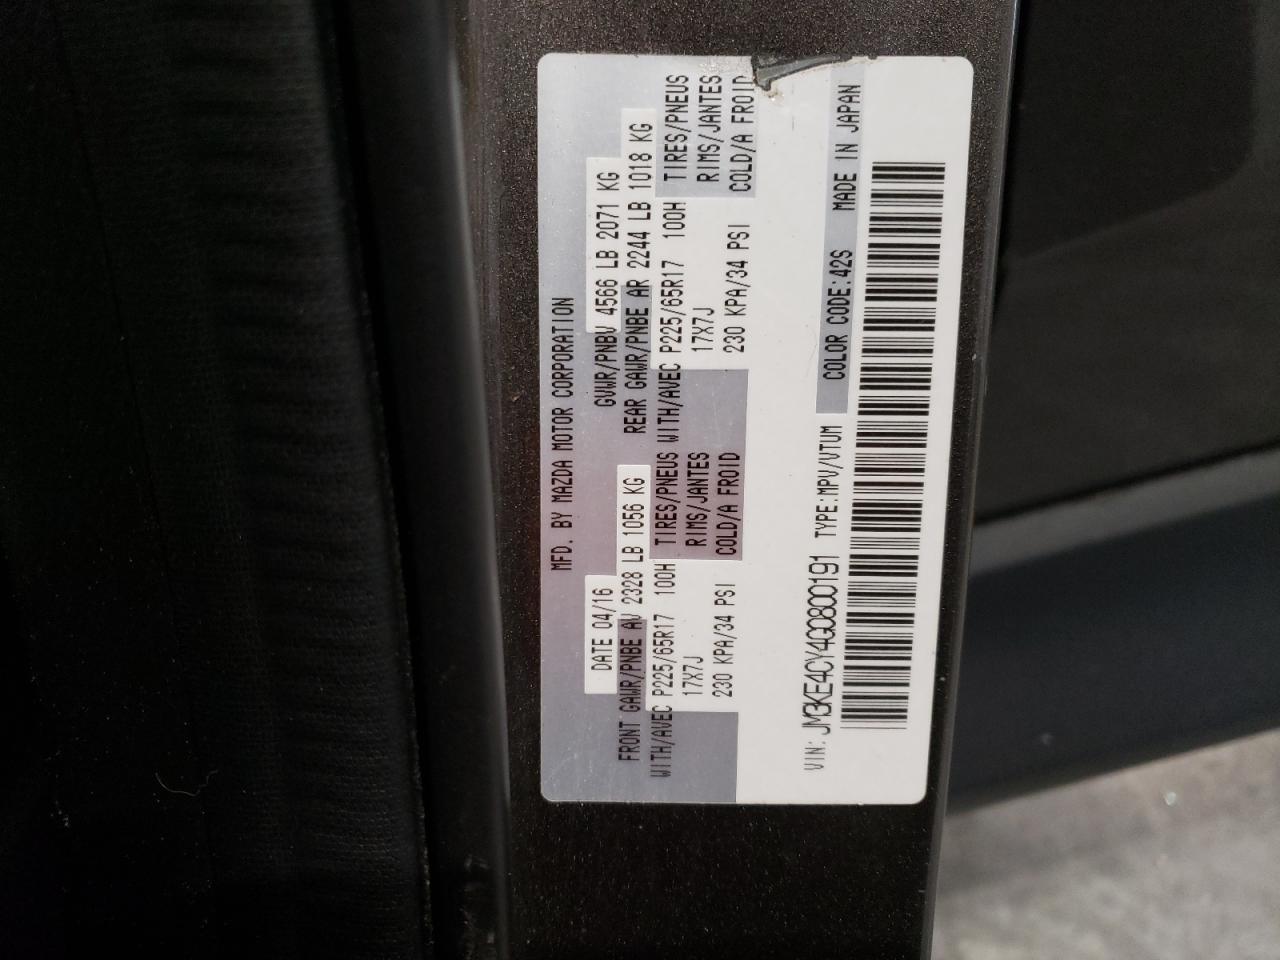 MFD. BY MAZDA MOTOR CORPORATION
DATE 04/16 GVWR/PNBV 4566 LB 2071 KG
FRONT GAWR/PNBE AV 2328 LB 1056 KG REAR GAWR/PNBE AR 2244 LB 1018 KG
WITH/AVEC P225/65R17 100H TIRES/PNEUS WITH/AVEC P225/65R17 100H TIRES/PNEUS
17X7J RIMS/JANTES 17X7J RIMS/JANTES
230 KPA/34 PSI COLD/A FROID 230 KPA/34 PSI COLD/A FROID
VIN: JM3KE4CY4G0800191 TYPE:MPV/VTUM COLOR CODE:42S MADE IN JAPAN